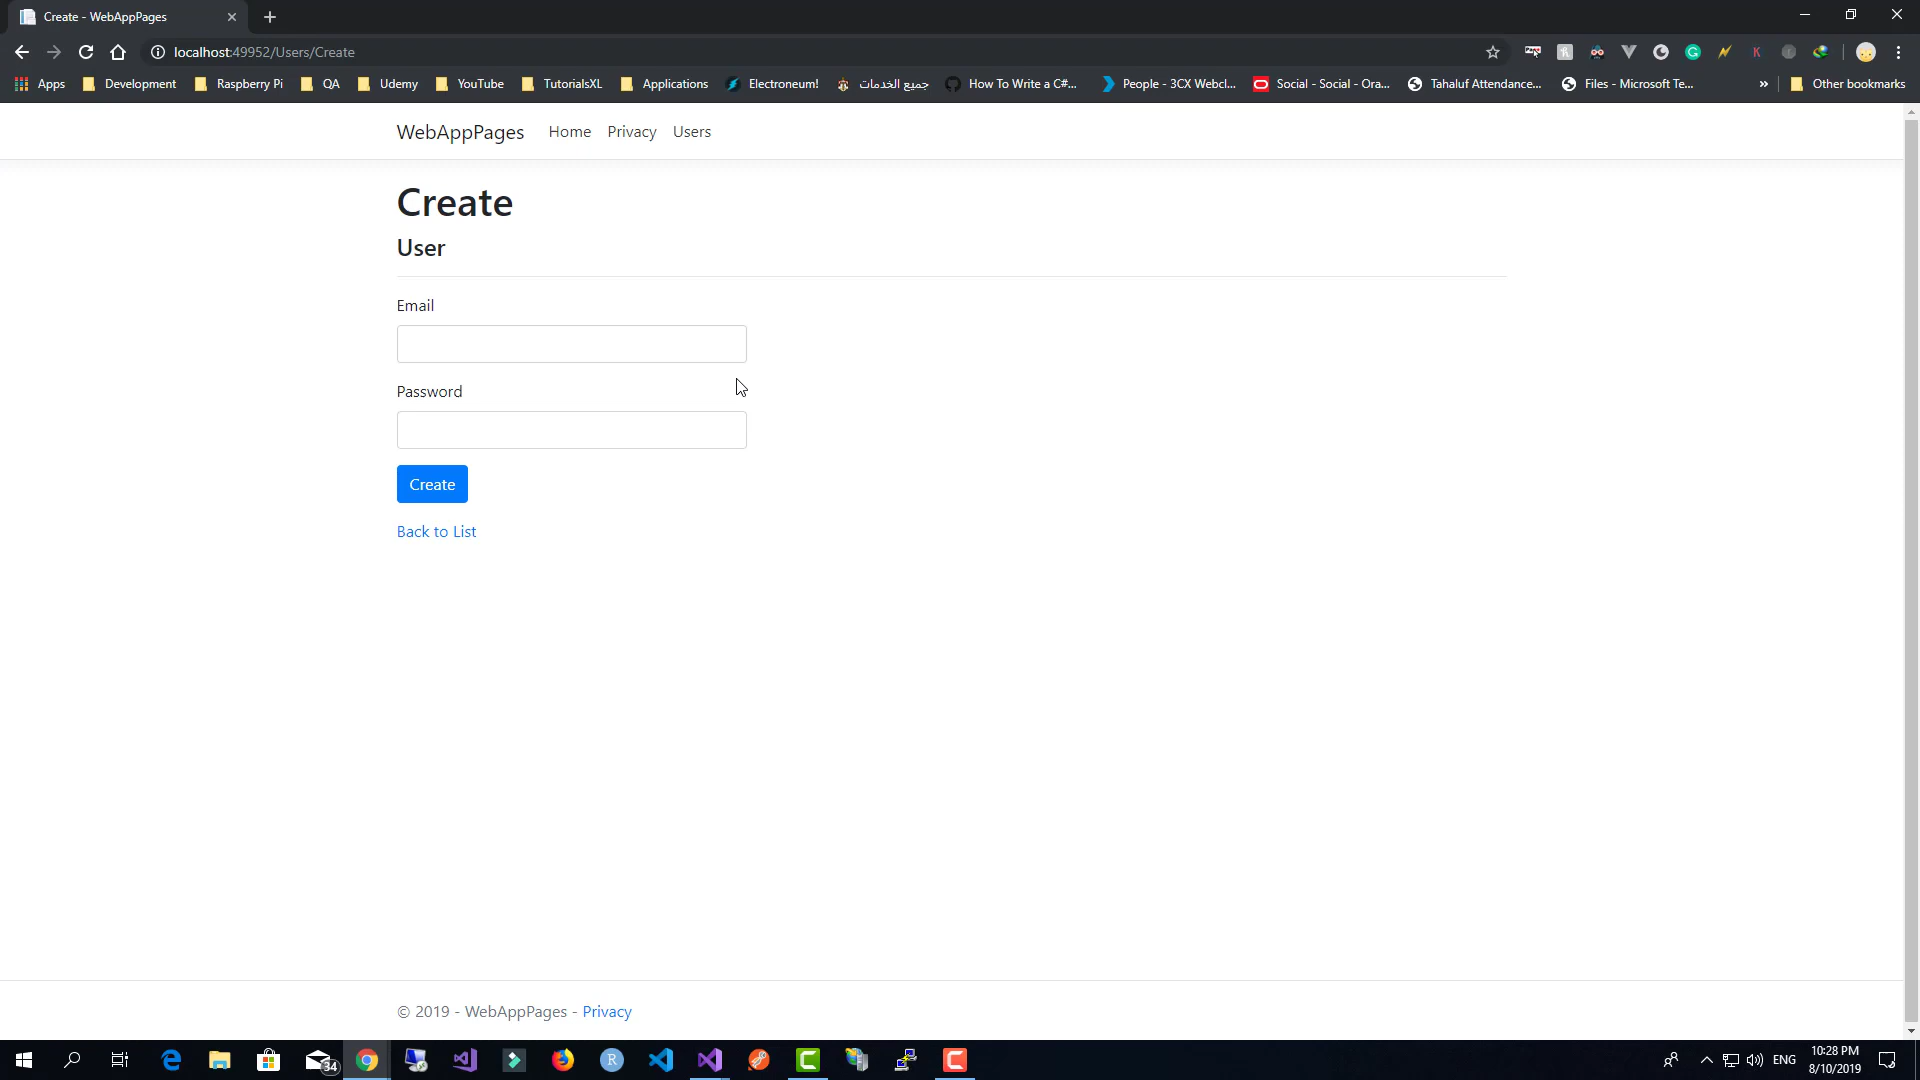 Create - WebAppPages
localhost:49952/Users/Create
Apps Development Raspberry Pi QA Udemy YouTube TutorialsXL Applications Electroneum! جميع الخدمات How To Write a C#... People - 3CX Webcl... Social - Social - Ora... Tahaluf Attendance... Files - Microsoft Te... » Other bookmarks
WebAppPages Home Privacy Users
Create
User
Email
Password
Create
Back to List
© 2019 - WebAppPages - Privacy
34
ENG
10:28 PM
8/10/2019